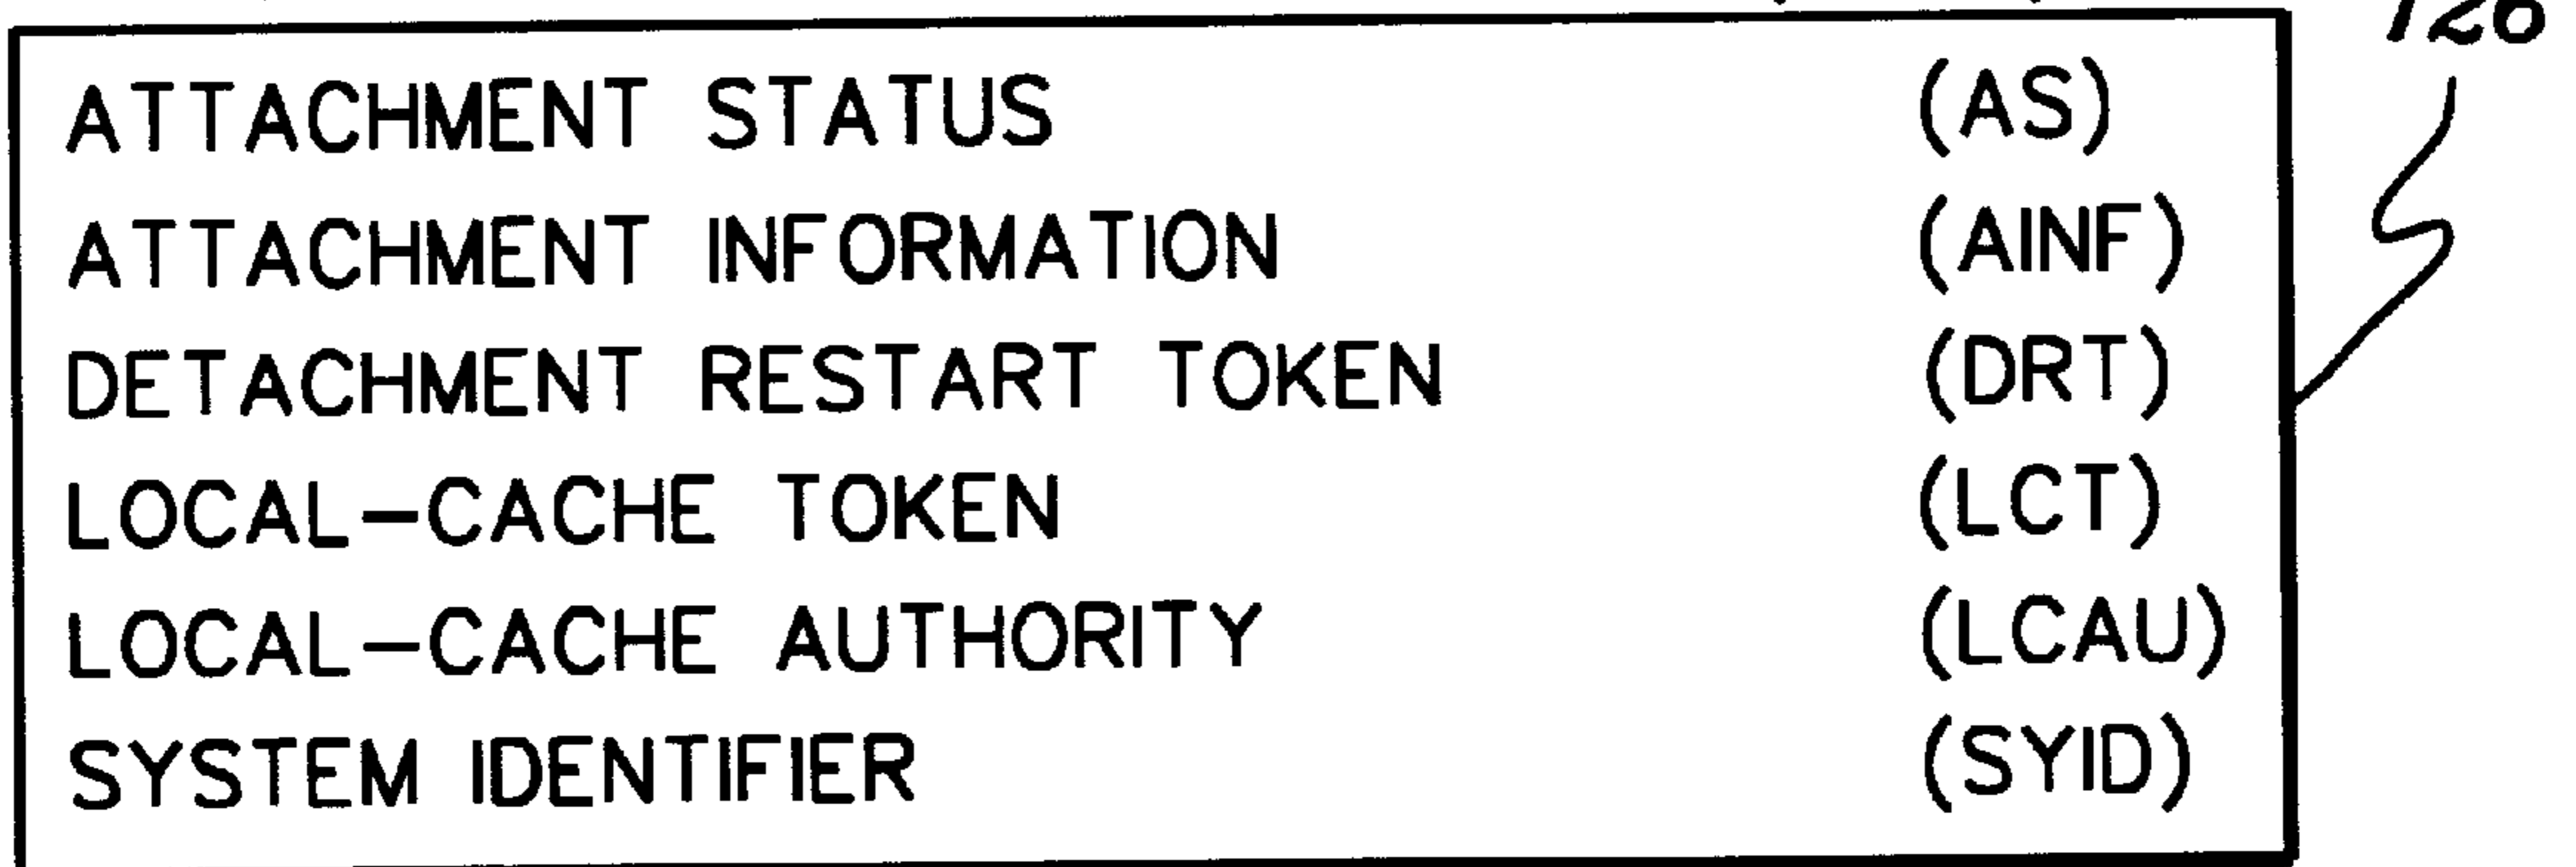 126
ATTACHMENT STATUS (AS)
ATTACHMENT INFORMATION (AINF)
DETACHMENT RESTART TOKEN (DRT)
LOCAL-CACHE TOKEN (LCT)
LOCAL-CACHE AUTHORITY (LCAU)
SYSTEM IDENTIFIER (SYID)